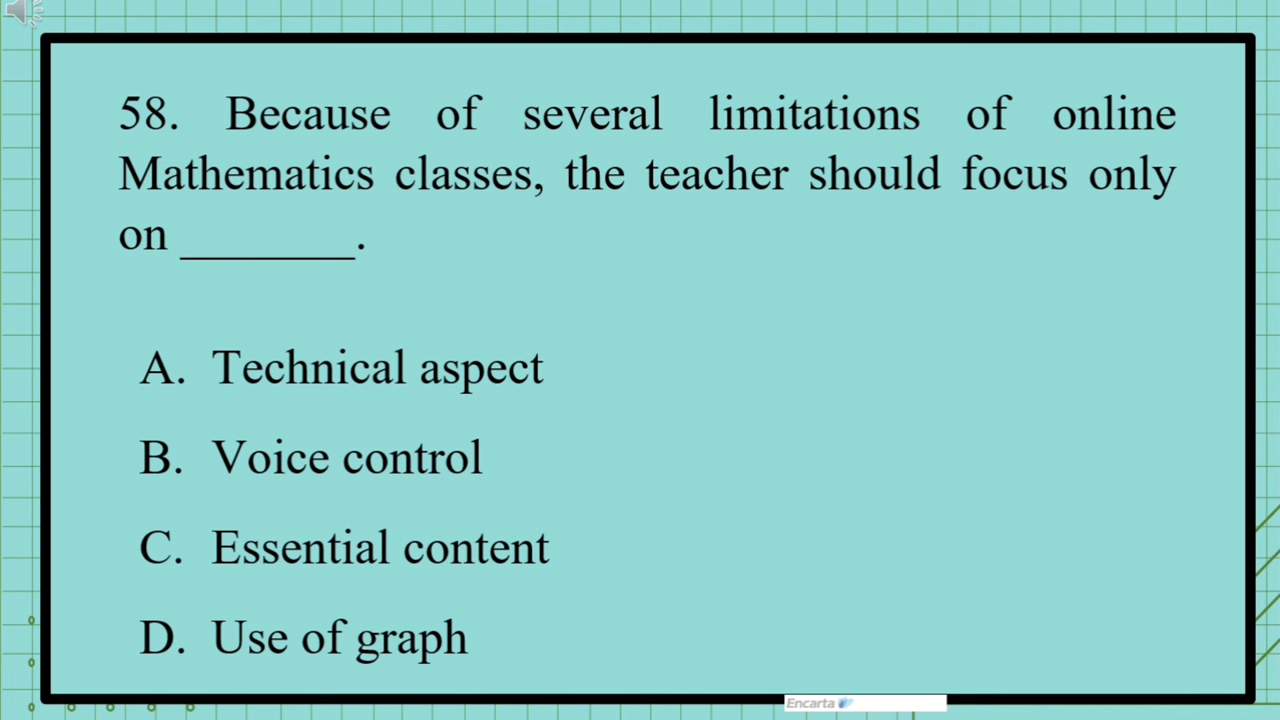 58. Because of several limitations of online
Mathematics classes, the teacher should focus only
on ________.
A. Technical aspect
B. Voice control
C. Essential content
D. Use of graph
Encarta